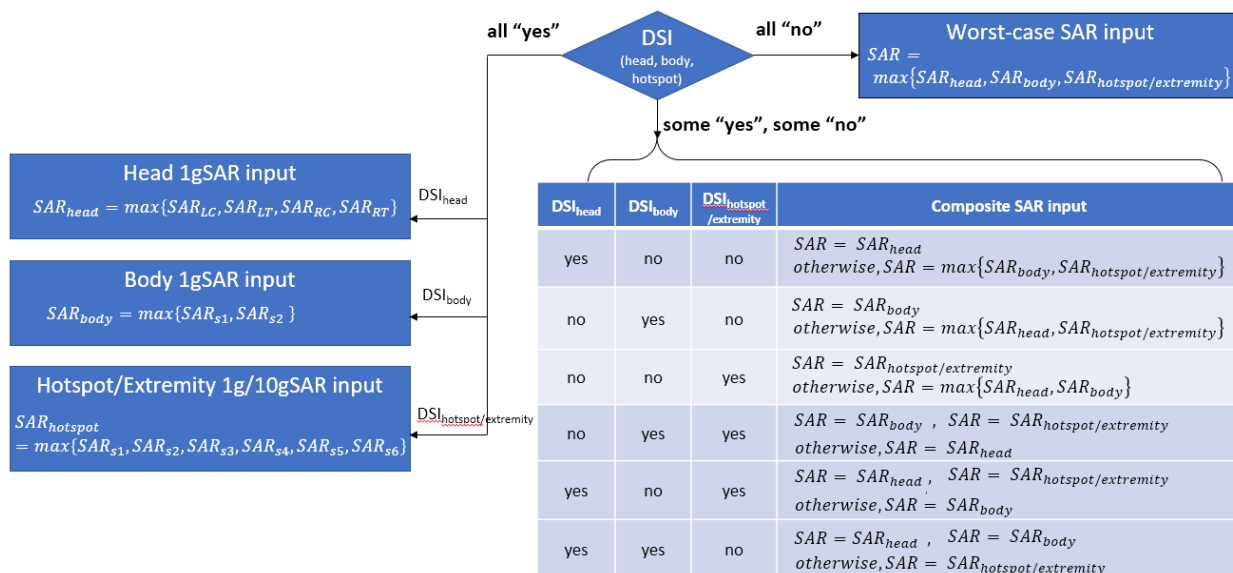 all “yes”
DSI
(head, body,
hotspot)
all “no”
Worst-case SAR input
SAR =
max{SAR_head, SAR_body, SAR_hotspot/extremity}
some “yes”, some “no”
Head 1gSAR input
SAR_head = max{SAR_LC, SAR_LT, SAR_RC, SAR_RT}
DSI_head
Body 1gSAR input
SAR_body = max{SAR_s1, SAR_s2 }
DSI_body
Hotspot/Extremity 1g/10gSAR input
SAR_hotspot
= max{SAR_s1, SAR_s2, SAR_s3, SAR_s4, SAR_s5, SAR_s6}
DSI_hotspot/extremity
DSI_head DSI_body DSI_hotspot Composite SAR input
/extremity
yes no no SAR = SAR_head
otherwise, SAR = max{SAR_body, SAR_hotspot/extremity}
no yes no SAR = SAR_body
otherwise, SAR = max{SAR_head, SAR_hotspot/extremity}
no no yes SAR = SAR_hotspot/extremity
otherwise, SAR = max{SAR_head, SAR_body}
no yes yes SAR = SAR_body , SAR = SAR_hotspot/extremity
otherwise, SAR = SAR_head
yes no yes SAR = SAR_head , SAR = SAR_hotspot/extremity
otherwise, SAR = SAR_body
yes yes no SAR = SAR_head , SAR = SAR_body
otherwise, SAR = SAR_hotspot/extremity